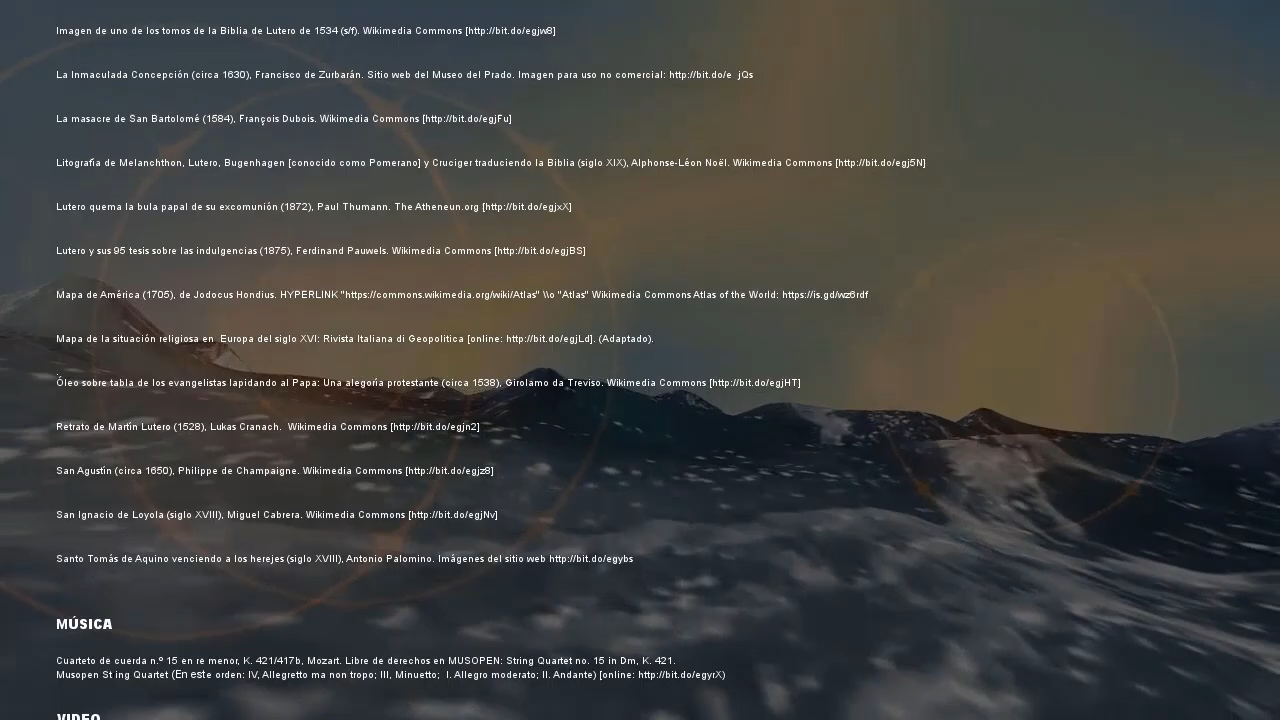 Imagen de uno de los tomos de la Biblia de Lutero de 1534 (s/f). Wikimedia Commons [http://bit.do/egjw8]
La Inmaculada Concepción (circa 1630), Francisco de Zurbarán. Sitio web del Museo del Prado. Imagen para uso no comercial: http://bit.do/e jQs
La masacre de San Bartolomé (1584), François Dubois. Wikimedia Commons [http://bit.do/egjFu]
Litografía de Melanchthon, Lutero, Bugenhagen [conocido como Pomerano] y Cruciger traduciendo la Biblia (siglo XIX), Alphonse-Léon Noël. Wikimedia Commons [http://bit.do/egj5N]
Lutero quema la bula papal de su excomunión (1872), Paul Thumann. The Atheneun.org [http://bit.do/egjxX]
Lutero y sus 95 tesis sobre las indulgencias (1875), Ferdinand Pauwels. Wikimedia Commons [http://bit.do/egjBS]
Mapa de América (1705), de Jodocus Hondius. HYPERLINK "https://commons.wikimedia.org/wiki/Atlas" \\o "Atlas" Wikimedia Commons Atlas of the World: https://is.gd/wz6rdf
Mapa de la situación religiosa en Europa del siglo XVI: Rivista Italiana di Geopolitica [online: http://bit.do/egjLd]. (Adaptado).
Óleo sobre tabla de los evangelistas lapidando al Papa: Una alegoría protestante (circa 1538), Girolamo da Treviso. Wikimedia Commons [http://bit.do/egjHT]
Retrato de Martín Lutero (1528), Lukas Cranach. Wikimedia Commons [http://bit.do/egjn2]
San Agustín (circa 1650), Philippe de Champaigne. Wikimedia Commons [http://bit.do/egjz8]
San Ignacio de Loyola (siglo XVIII), Miguel Cabrera. Wikimedia Commons [http://bit.do/egjNv]
Santo Tomás de Aquino venciendo a los herejes (siglo XVIII), Antonio Palomino. Imágenes del sitio web http://bit.do/egybs
MÚSICA
Cuarteto de cuerda n.º 15 en re menor, K. 421/417b, Mozart. Libre de derechos en MUSOPEN: String Quartet no. 15 in Dm, K. 421.
Musopen St ing Quartet (En este orden: IV, Allegretto ma non tropo; III, Minuetto; I. Allegro moderato; II. Andante) [online: http://bit.do/egyrX)
VIDEO